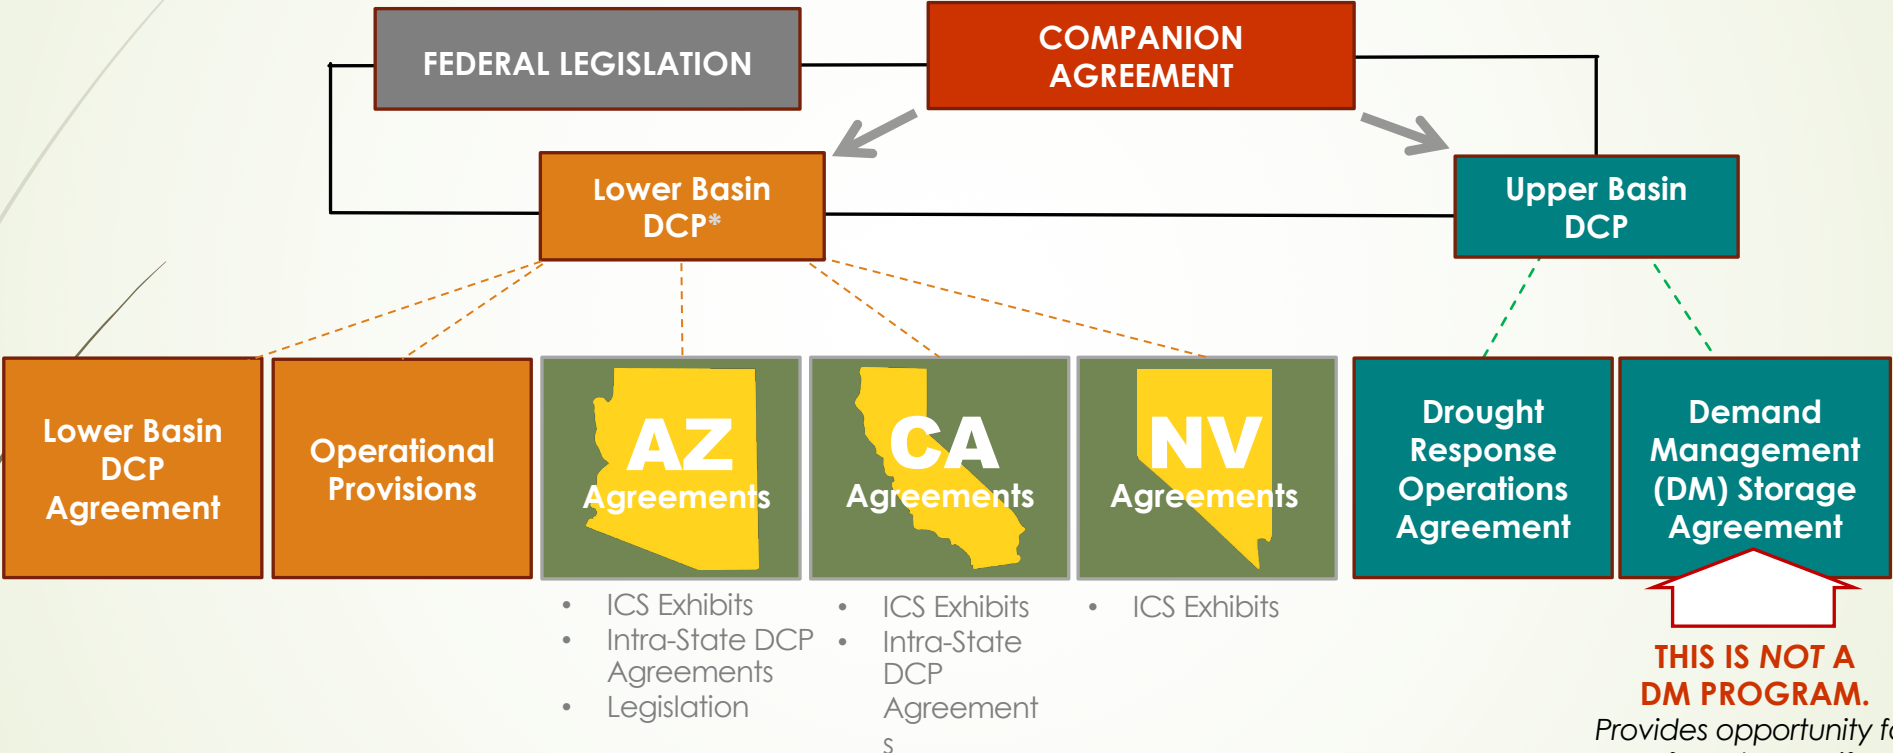 FEDERAL LEGISLATION
COMPANION
AGREEMENT
Lower Basin
DCP*
Upper Basin
DCP
Lower Basin
DCP
Agreement
Operational
Provisions
AZ
Agreements
CA
Agreements
NV
Agreements
Drought
Response
Operations
Agreement
Demand
Management
(DM) Storage
Agreement
• ICS Exhibits
• Intra-State DCP
Agreements
• Legislation
• ICS Exhibits
• Intra-State
DCP
Agreement
s
• ICS Exhibits
THIS IS NOT A
DM PROGRAM.
Provides opportunity